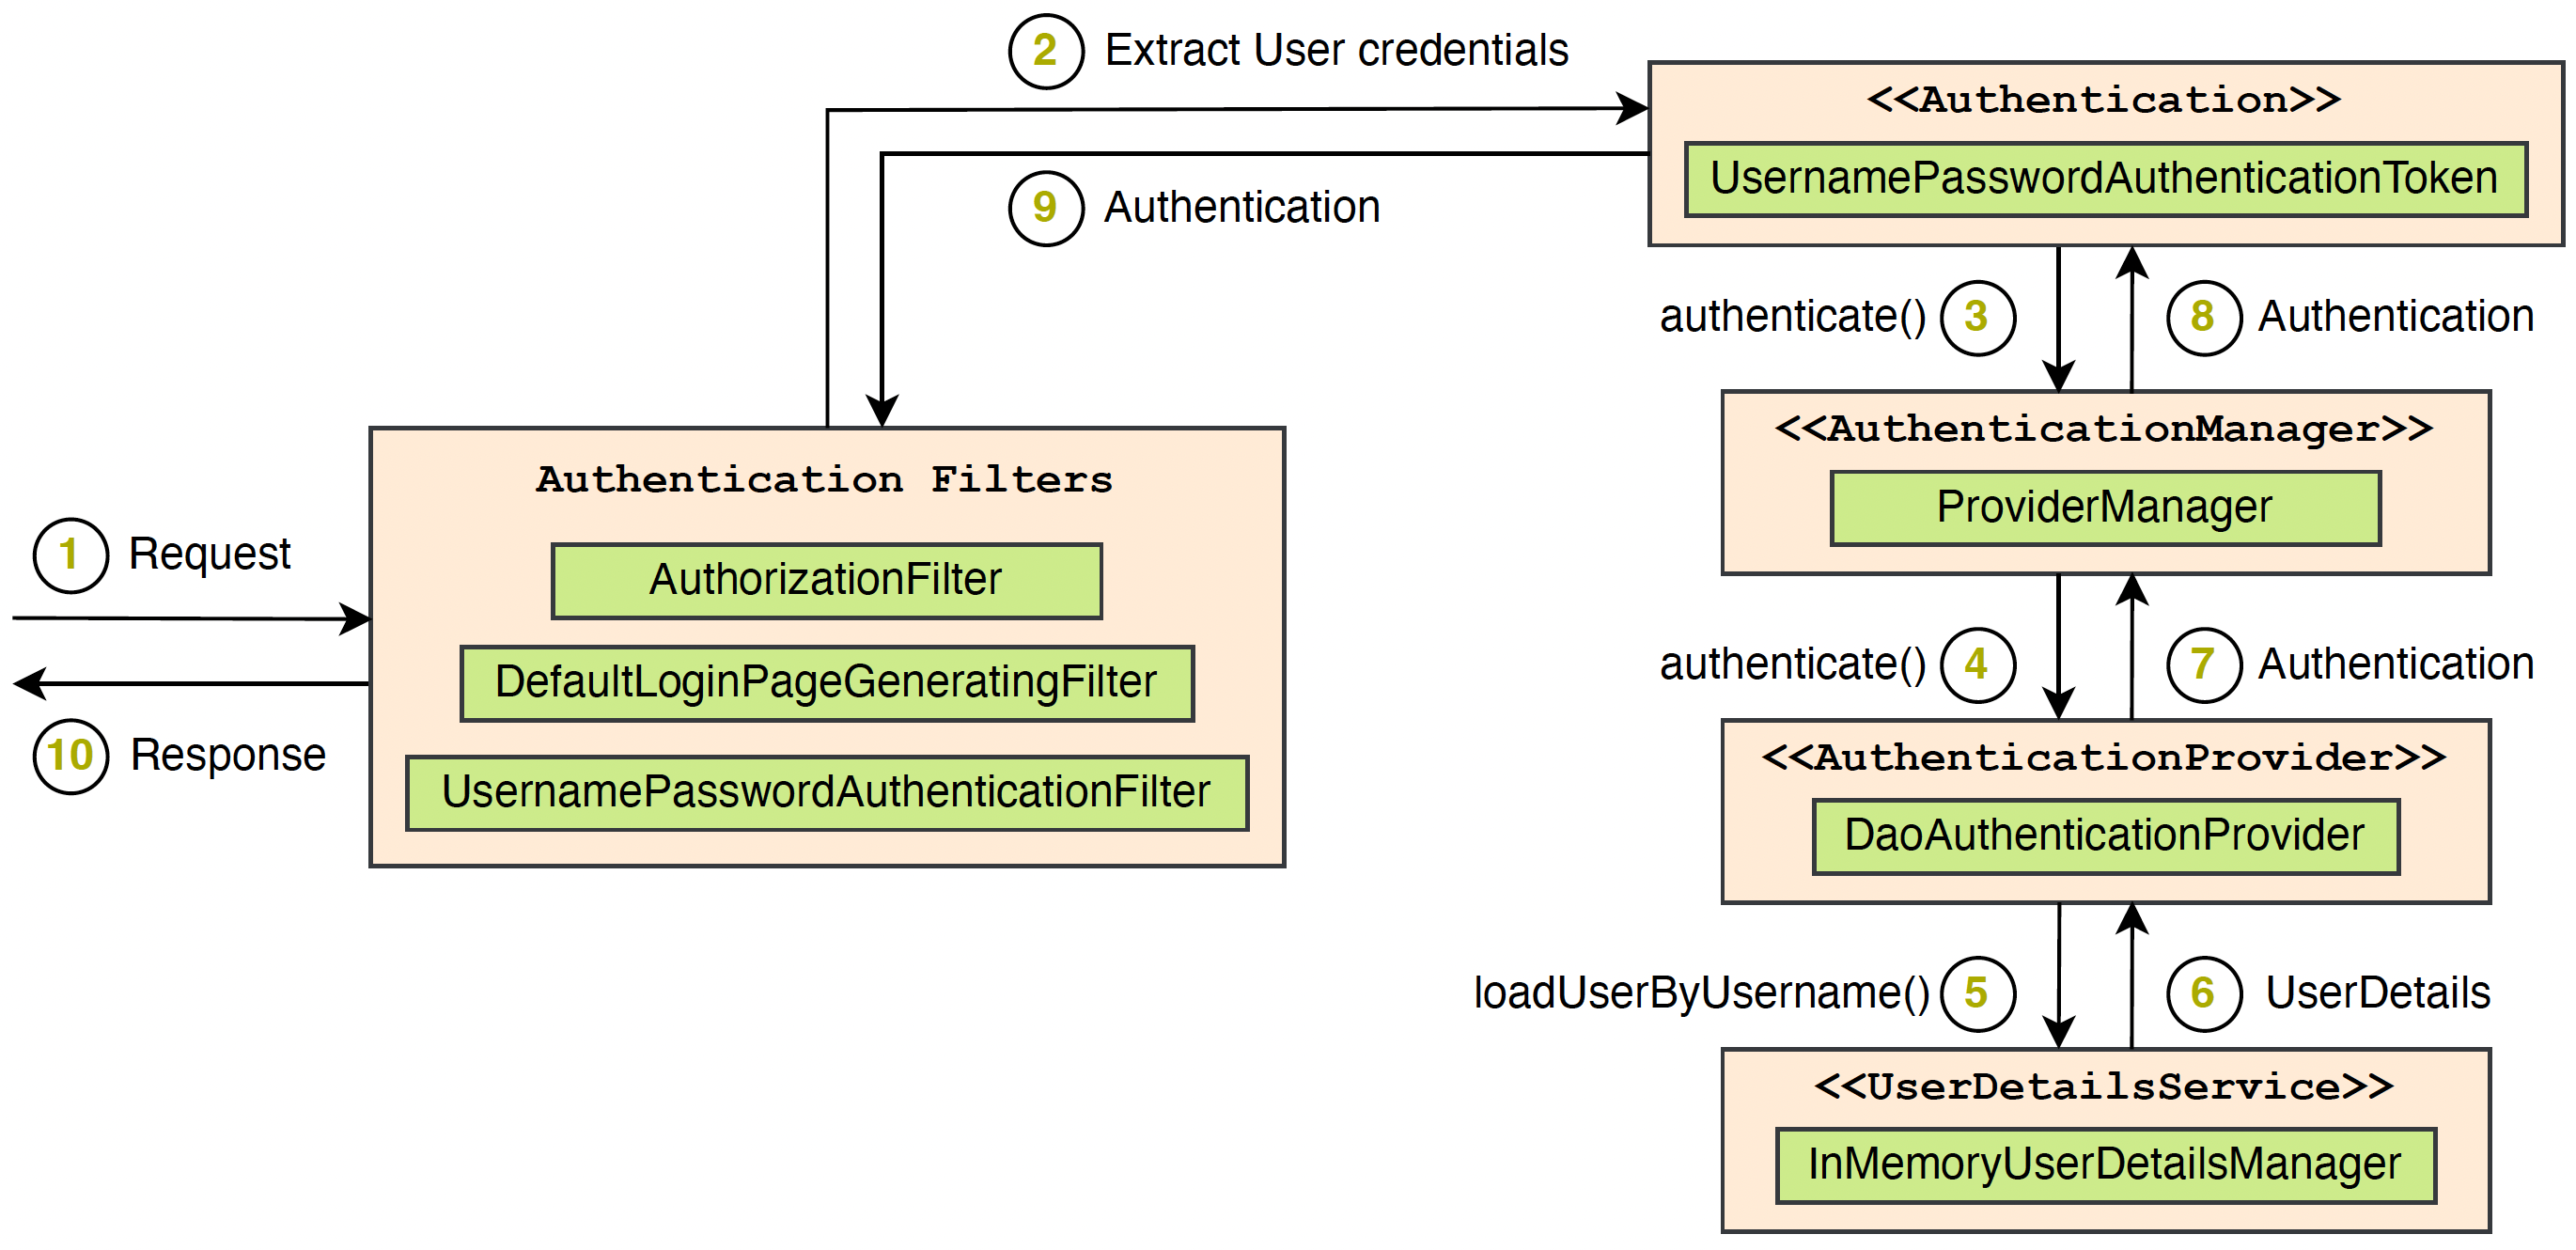 2 Extract User credentials
9 Authentication
<<Authentication>>
UsernamePasswordAuthenticationToken
authenticate() 3
8 Authentication
<<AuthenticationManager>>
ProviderManager
Authentication Filters
AuthorizationFilter
DefaultLoginPageGeneratingFilter
UsernamePasswordAuthenticationFilter
1 Request
10 Response
authenticate() 4
7 Authentication
<<AuthenticationProvider>>
DaoAuthenticationProvider
loadUserByUsername() 5
6 UserDetails
<<UserDetailsService>>
InMemoryUserDetailsManager